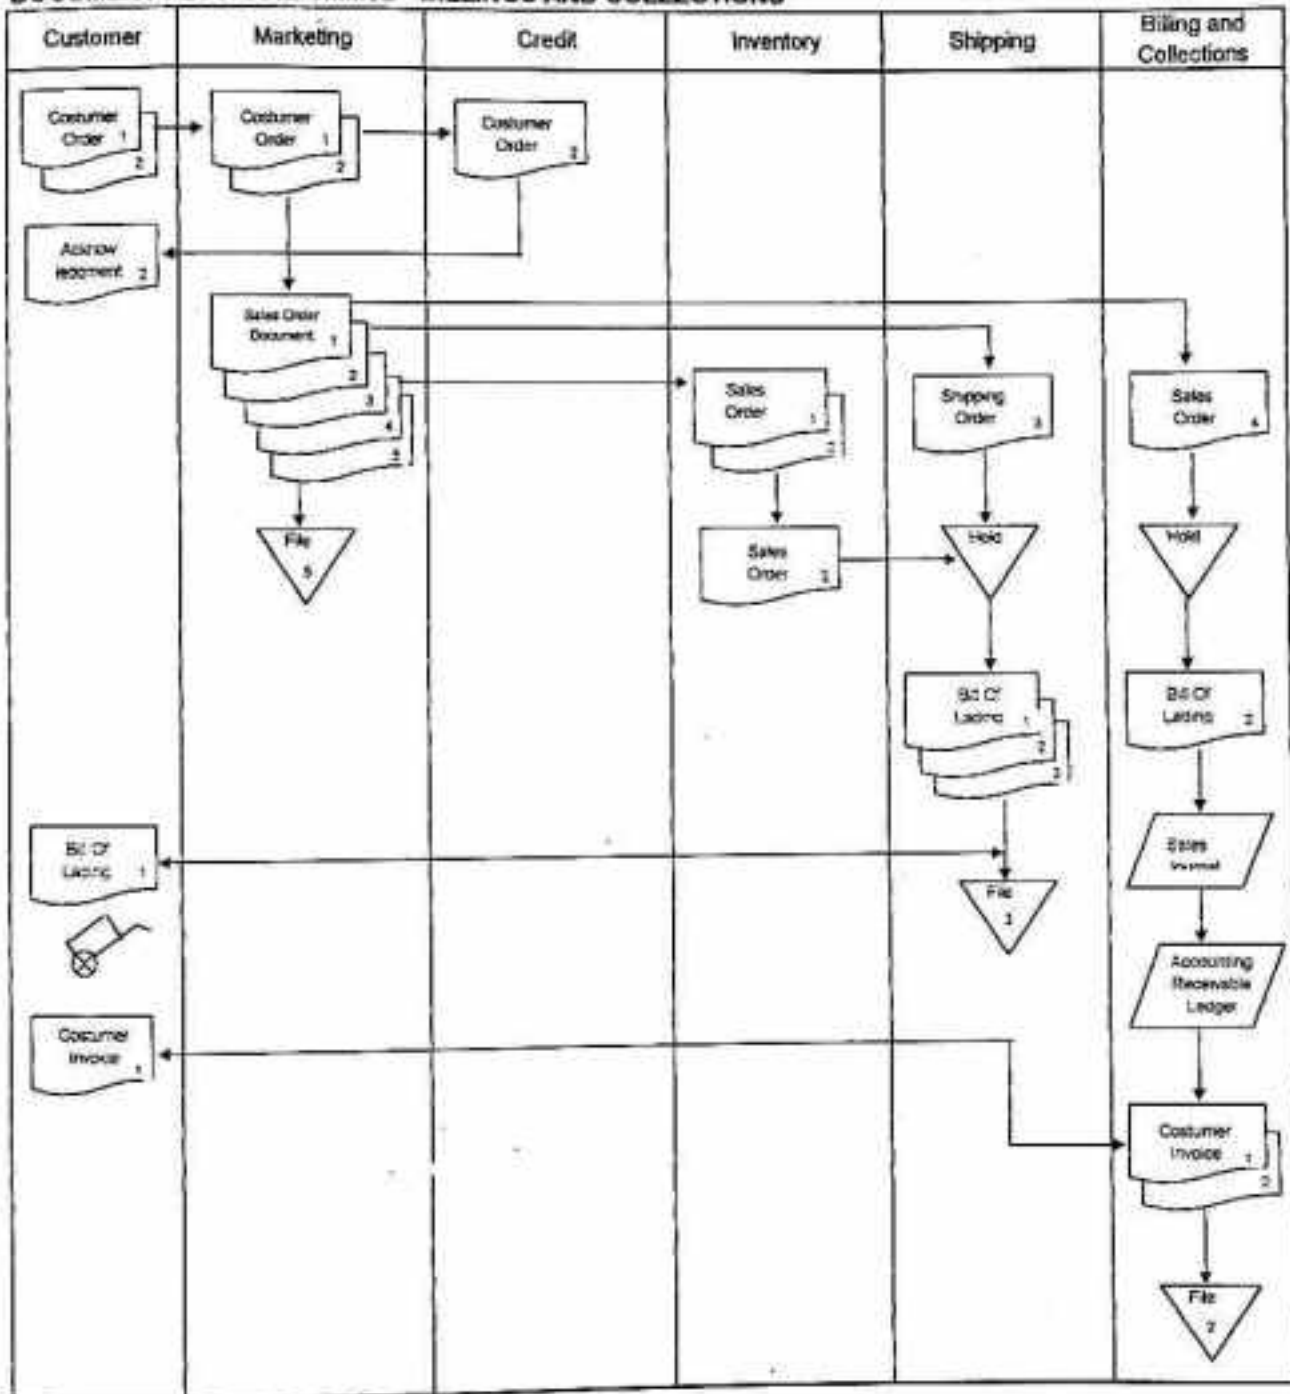 BILLINGS AND COLLECTIONS
Customer
Marketing
Credit
Inventory
Shipping
Billing and
Collections
Costumer
Order 1
2
Costumer
Order 1
2
Costumer
Order 2
Acknow
ledgment 2
Sales Order
Document 1
2
3
4
5
Sales
Order 1
2
Shipping
Order 3
Sales
Order 4
File
5
Sales
Order 2
Hold
Hold
Bill Of
Lading 1
2
3
Bill Of
Lading 2
Bill Of
Lading 1
Sales
Journal
File
3
Accounting
Receivable
Ledger
Costumer
Invoice 1
Costumer
Invoice 1
2
File
2